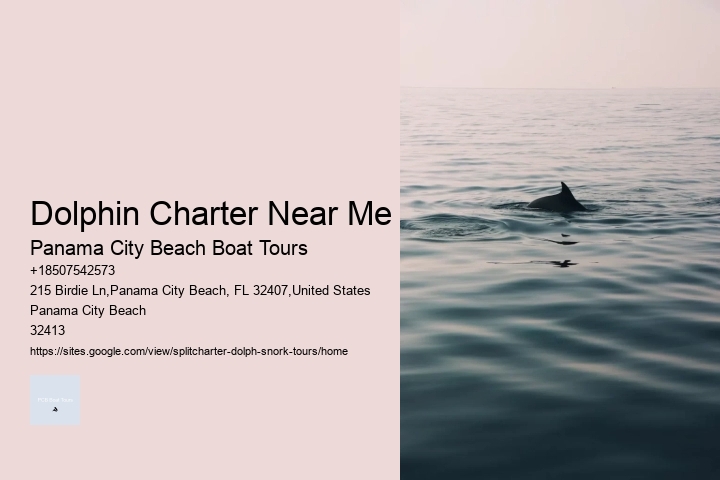 Dolphin Charter Near Me
Panama City Beach Boat Tours
+18507542573
215 Birdie Ln,Panama City Beach, FL 32407,United States
Panama City Beach
32413
https://sites.google.com/view/splitcharter-dolph-snork-tours/home